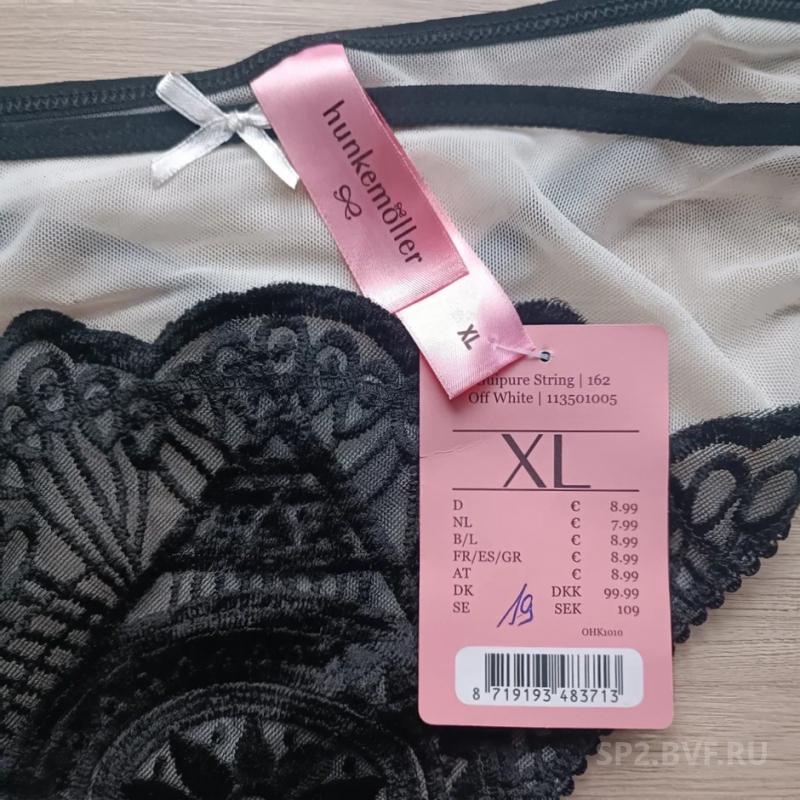 hunkemöller
XL
Guipure String | 162
Off White | 113501005
XL
D € 8.99
NL € 7.99
B/L € 8.99
FR/ES/GR € 8.99
AT € 8.99
DK DKK 99.99
SE SEK 109
19
OHK1010
8 719193 483713
SP2.BVF.RU